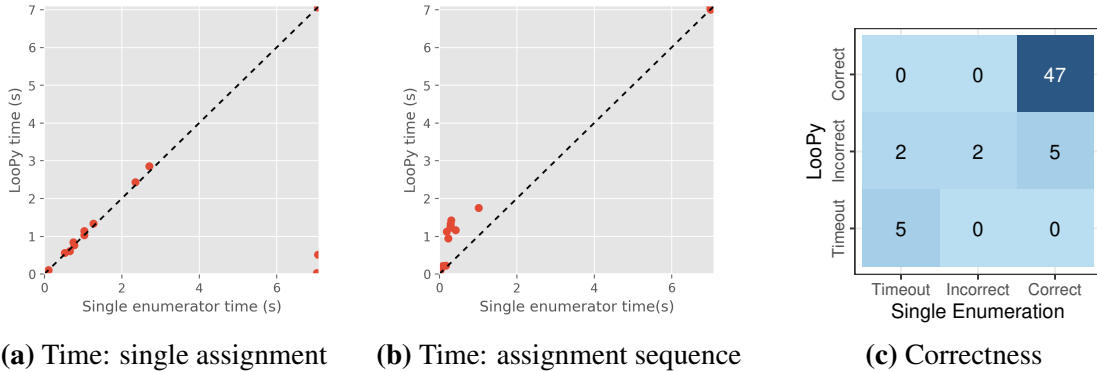 7
6
5
4
3
2
1
0
0
2
4
6
LooPy time (s)
Single enumerator time (s)
(a) Time: single assignment
7
6
5
4
3
2
1
0
0
2
4
6
LooPy time (s)
Single enumerator time(s)
(b) Time: assignment sequence
LooPy
Correct
0 0 47
Incorrect
2 2 5
Timeout
5 0 0
Timeout Incorrect Correct
Single Enumeration
(c) Correctness